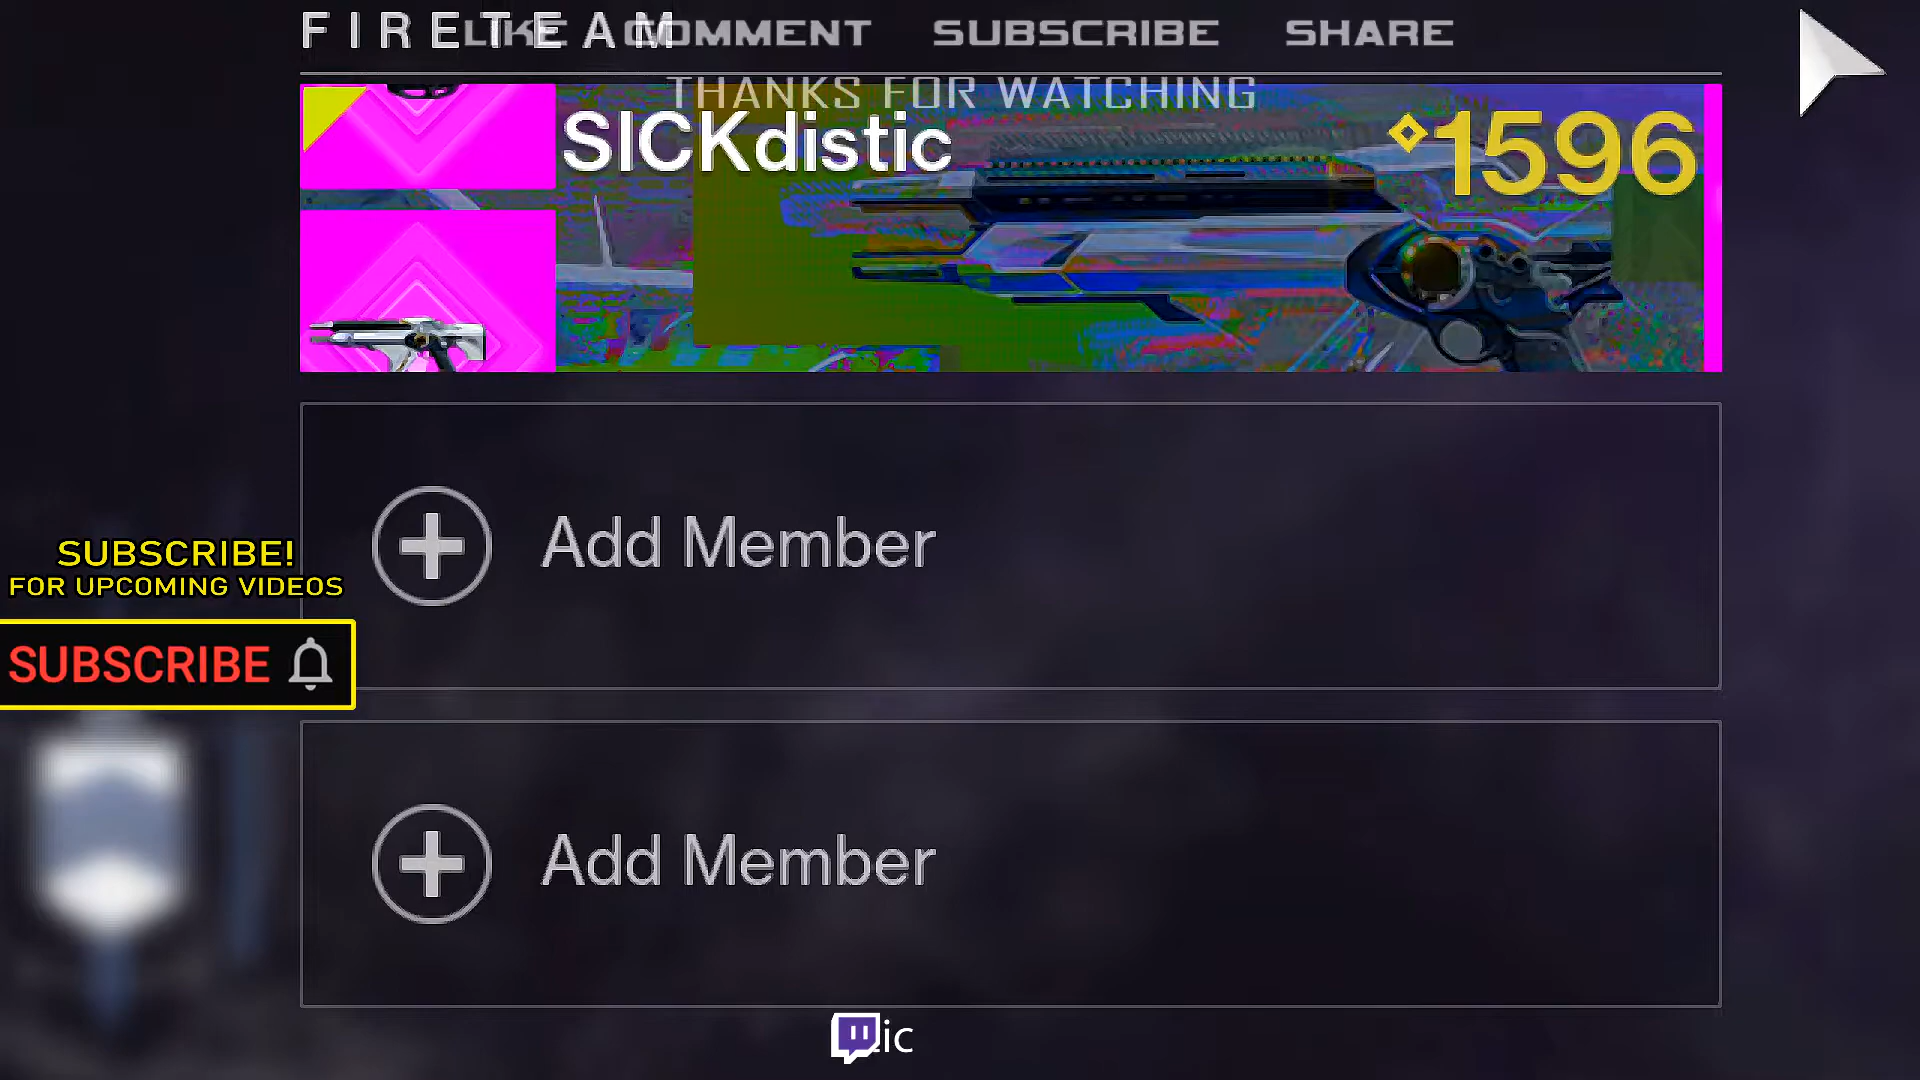 FIRETEAM
LIKE COMMENT SUBSCRIBE SHARE
THANKS FOR WATCHING
SICKdistic
1596
Add Member
SUBSCRIBE!
FOR UPCOMING VIDEOS
SUBSCRIBE
Add Member
ic